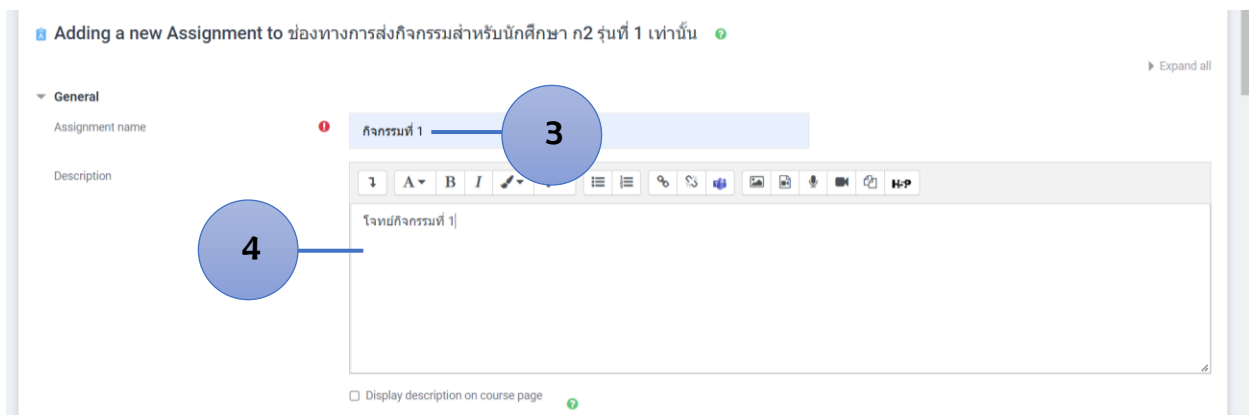 Adding a new Assignment to ช่องทางการส่งกิจกรรมสำหรับนักศึกษา ก2 รุ่นที่ 1 เท่านั้น
Expand all
General
Assignment name
กิจกรรมที่ 1
3
Description
A B I H-P
โจทย์กิจกรรมที่ 1
4
Display description on course page